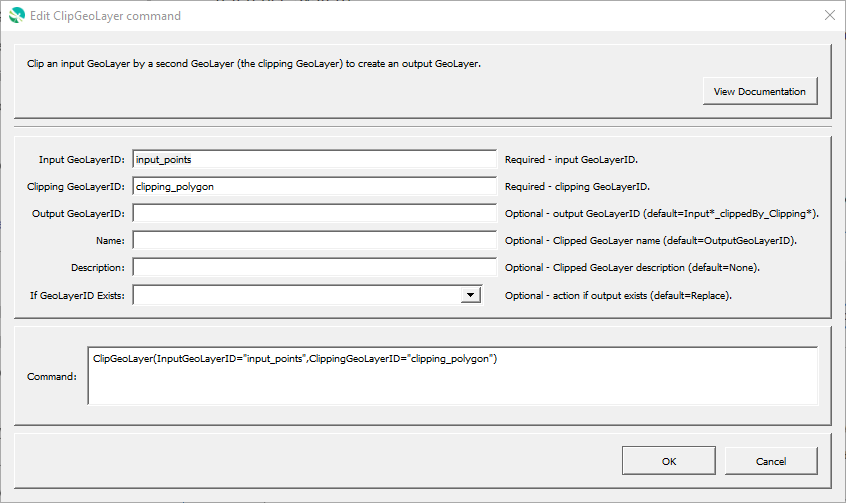 Edit ClipGeoLayer command
Clip an input GeoLayer by a second GeoLayer (the clipping GeoLayer) to create an output GeoLayer.
View Documentation
Input GeoLayerID: input_points Required - input GeoLayerID.
Clipping GeoLayerID: clipping_polygon Required - clipping GeoLayerID.
Output GeoLayerID: Optional - output GeoLayerID (default=Input*_clippedBy_Clipping*).
Name: Optional - Clipped GeoLayer name (default=OutputGeoLayerID).
Description: Optional - Clipped GeoLayer description (default=None).
If GeoLayerID Exists: Optional - action if output exists (default=Replace).
Command: ClipGeoLayer(InputGeoLayerID="input_points",ClippingGeoLayerID="clipping_polygon")
OK Cancel